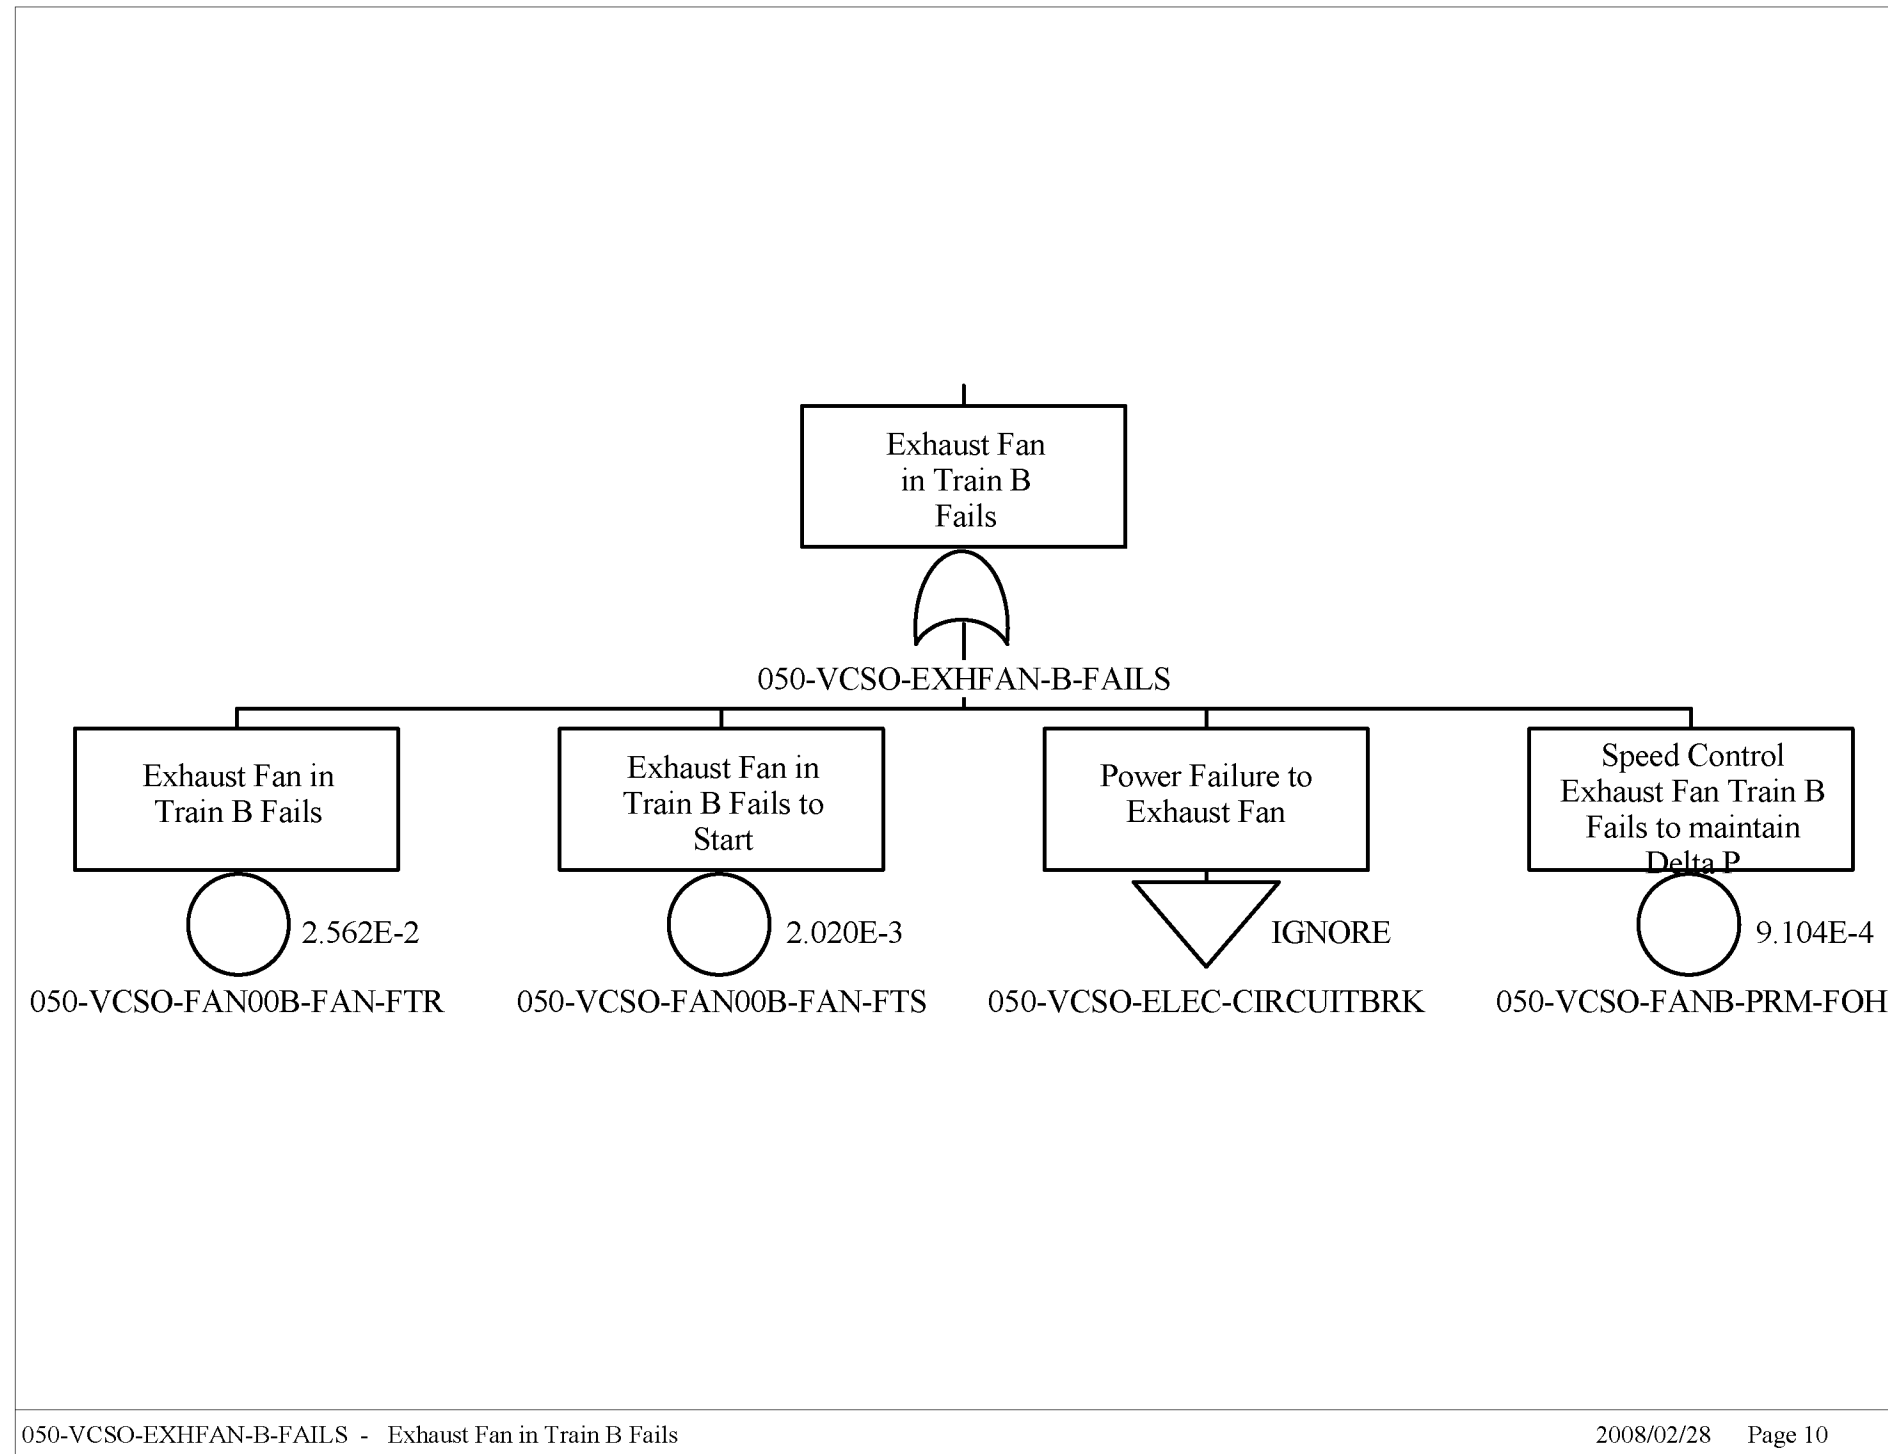 Exhaust Fan
in Train B
Fails
050-VCSO-EXHFAN-B-FAILS
Exhaust Fan in
Train B Fails
2.562E-2
050-VCSO-FAN00B-FAN-FTR
Exhaust Fan in
Train B Fails to
Start
2.020E-3
050-VCSO-FAN00B-FAN-FTS
Power Failure to
Exhaust Fan
IGNORE
050-VCSO-ELEC-CIRCUITBRK
Speed Control
Exhaust Fan Train B
Fails to maintain
Delta P
9.104E-4
050-VCSO-FANB-PRM-FOH
050-VCSO-EXHFAN-B-FAILS - Exhaust Fan in Train B Fails
2008/02/28 Page 10